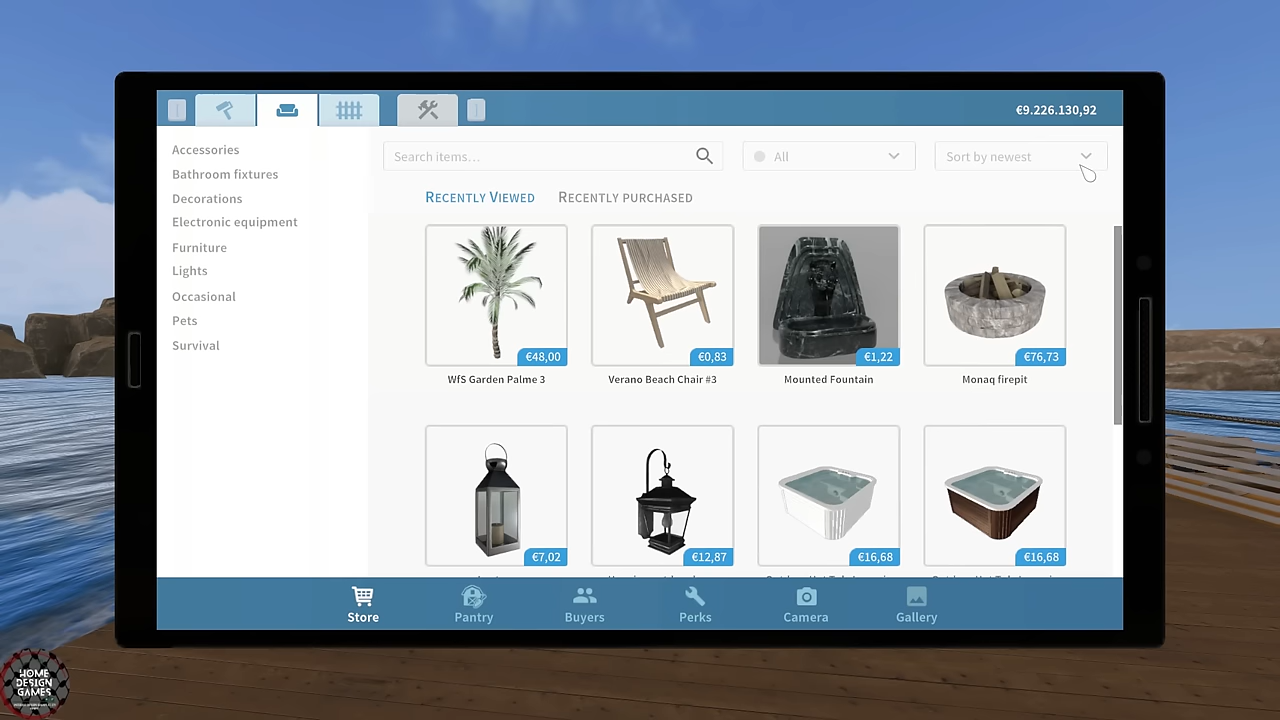 €9.226.130,92
Accessories
Bathroom fixtures
Decorations
Electronic equipment
Furniture
Lights
Occasional
Pets
Survival
Search items...
All
Sort by newest
RECENTLY VIEWED
RECENTLY PURCHASED
€48,00
€0,83
€1,22
€76,73
WfS Garden Palme 3
Verano Beach Chair #3
Mounted Fountain
Monaq firepit
€7,02
€12,87
€16,68
€16,68
Store
Pantry
Buyers
Perks
Camera
Gallery
HOME
DESIGN
GAMES